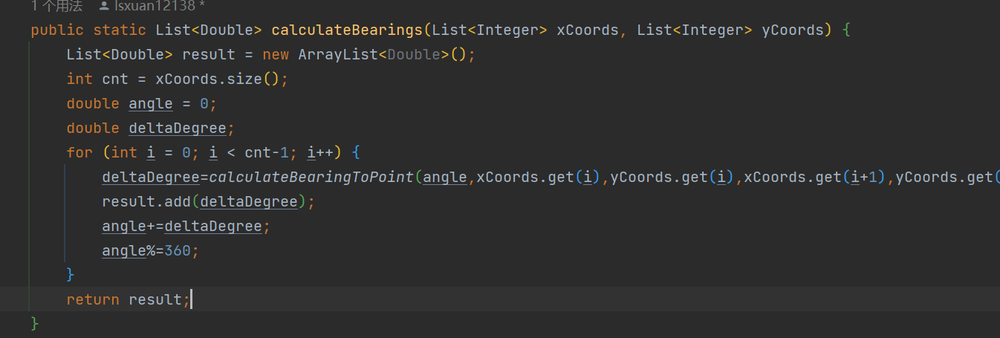 1 个用法 lsxuan12138 *
public static List<Double> calculateBearings(List<Integer> xCoords, List<Integer> yCoords) {
List<Double> result = new ArrayList<Double>();
int cnt = xCoords.size();
double angle = 0;
double deltaDegree;
for (int i = 0; i < cnt-1; i++) {
deltaDegree=calculateBearingToPoint(angle,xCoords.get(i),yCoords.get(i),xCoords.get(i+1),yCoords.get(
result.add(deltaDegree);
angle+=deltaDegree;
angle%=360;
}
return result;
}